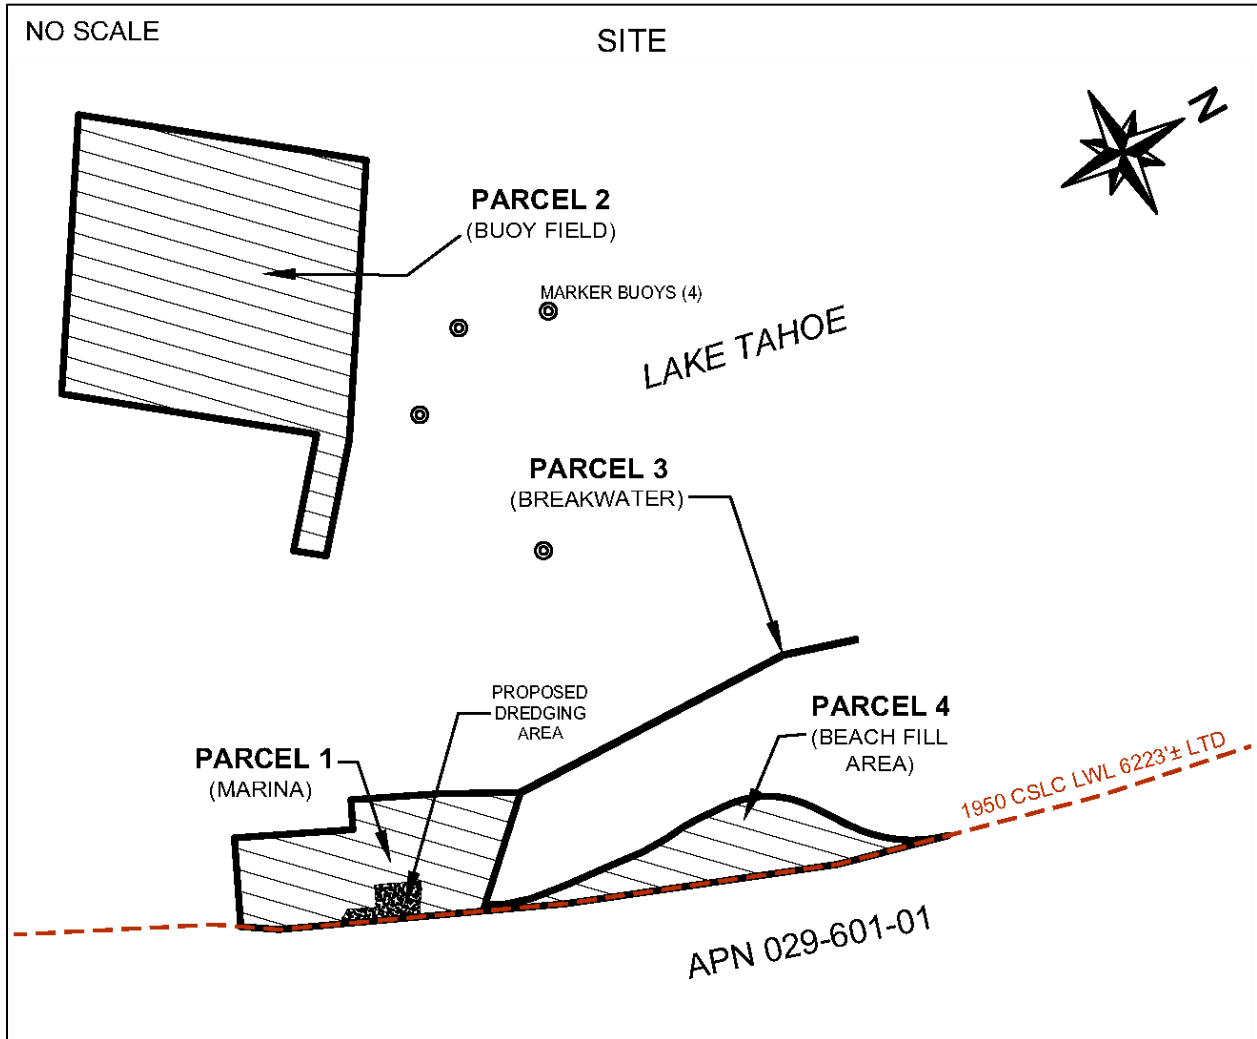 NO SCALE
SITE
N
PARCEL 2
(BUOY FIELD)
MARKER BUOYS (4)
LAKE TAHOE
PARCEL 3
(BREAKWATER)
PROPOSED
DREDGING
AREA
PARCEL 1
(MARINA)
PARCEL 4
(BEACH FILL
AREA)
1950 CSLC LWL 6223'± LTD
APN 029-601-01